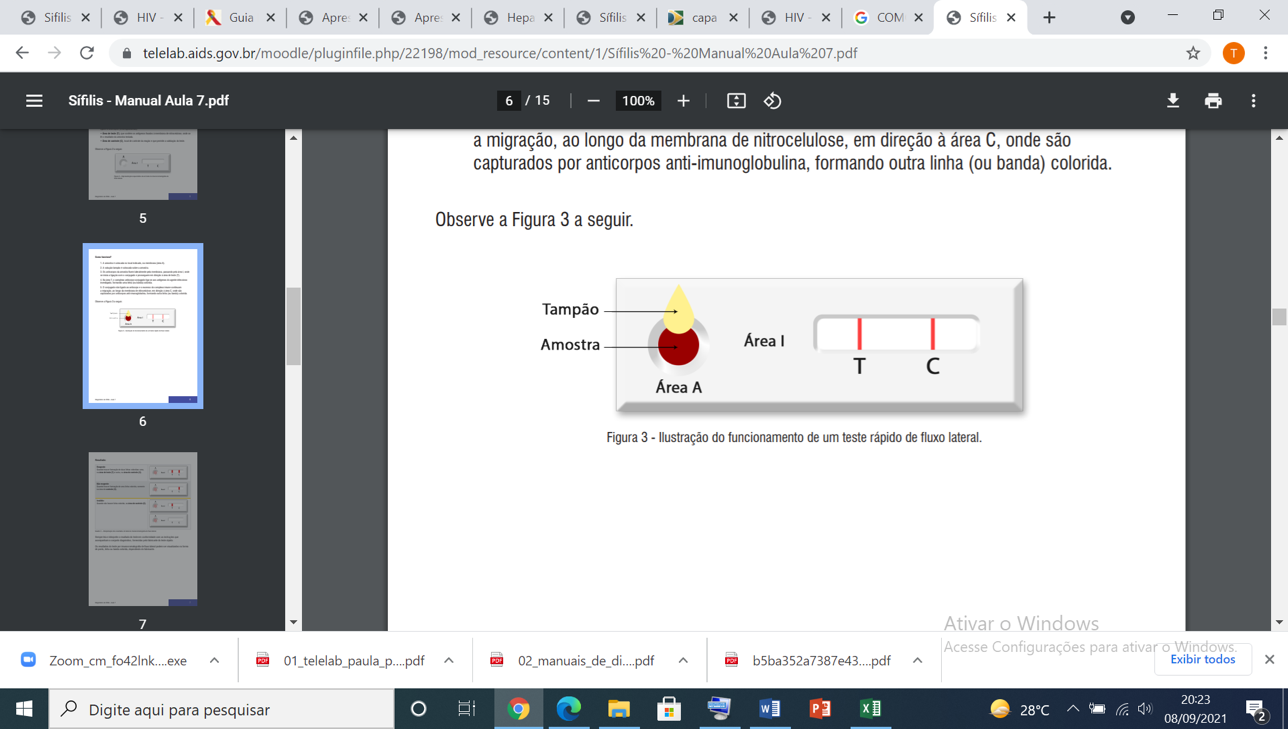 Sífilis
HIV -
Guia
Apres
Apres
Hepa
Sífilis
capa
HIV -
COM
Sífilis
telelab.aids.gov.br/moodle/pluginfile.php/22198/mod_resource/content/1/Sífilis%20-%20Manual%20Aula%207.pdf
T
Sífilis - Manual Aula 7.pdf
6 / 15
100%
5
6
7
a migração, ao longo da membrana de nitrocelulose, em direção à área C, onde são
capturados por anticorpos anti-imunoglobulina, formando outra linha (ou banda) colorida.
Observe a Figura 3 a seguir.
Tampão
Amostra
Área I
T C
Área A
Figura 3 - Ilustração do funcionamento de um teste rápido de fluxo lateral.
Ativar o Windows
Acesse Configurações para ativar o Windows.
Zoom_cm_fo42lnk....exe
01_telelab_paula_p....pdf
02_manuais_de_di....pdf
b5ba352a7387e43....pdf
Exibir todos
Digite aqui para pesquisar
28°C
20:23
08/09/2021
2